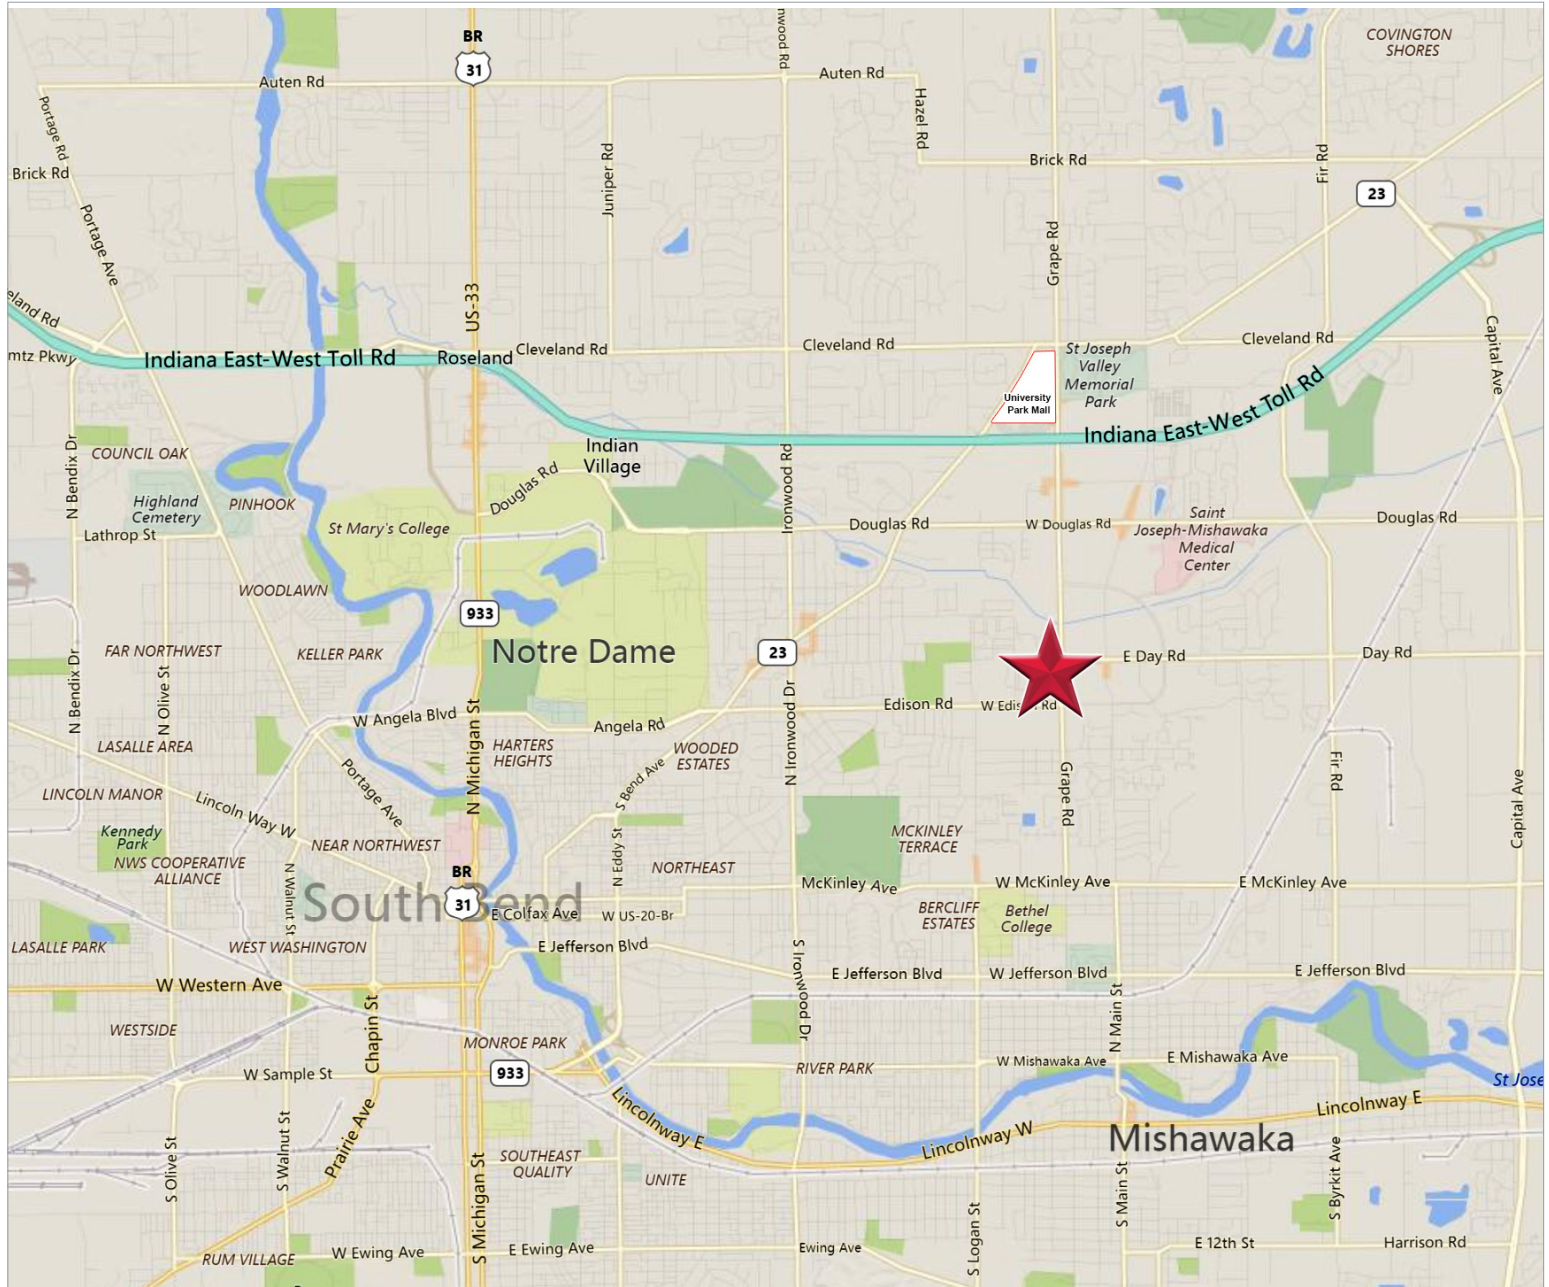 COVINGTON
SHORES
BR
31
nwood Rd
Auten Rd
Auten Rd
Portage Rd
Hazel Rd
Juniper Rd
Brick Rd
Brick Rd
Fir Rd
23
Portage Ave
Grape Rd
US-33
eland Rd
mtz Pkwy
Indiana East-West Toll Rd
Roseland
Cleveland Rd
Cleveland Rd
Cleveland Rd
Capital Ave
St Joseph
Valley
Memorial
Park
University
Park Mall
Indiana East-West Toll Rd
N Bendix Dr
COUNCIL OAK
Indian
Village
Ironwood Rd
Highland
Cemetery
PINHOOK
Douglas Rd
St Mary's College
Lathrop St
Douglas Rd
W Douglas Rd
Saint
Joseph-Mishawaka
Medical
Center
Douglas Rd
WOODLAWN
933
FAR NORTHWEST
KELLER PARK
Notre Dame
23
E Day Rd
Day Rd
N Bendix Dr
N Olive St
W Angela Blvd
N Michigan St
Angela Rd
N Ironwood Dr
Edison Rd
W Edis Rd
LASALLE AREA
HARTERS
HEIGHTS
WOODED
ESTATES
S Bend Ave
Portage Ave
Grape Rd
Fir Rd
Capital Ave
LINCOLN MANOR
Lincoln Way W
Kennedy
Park
NEAR NORTHWEST
MCKINLEY
TERRACE
NWS COOPERATIVE
ALLIANCE
N Walnut St
N Eddy St
NORTHEAST
BR
31
South Bend
McKinley Ave
W McKinley Ave
E McKinley Ave
E Colfax Ave
W US-20-Br
BERCLIFF
ESTATES
Bethel
College
LASALLE PARK
WEST WASHINGTON
E Jefferson Blvd
S Ironwood Dr
E Jefferson Blvd
W Jefferson Blvd
E Jefferson Blvd
W Western Ave
Chapin St
N Main St
WESTSIDE
MONROE PARK
933
W Sample St
RIVER PARK
W Mishawaka Ave
E Mishawaka Ave
St Jose
Lincolnway E
Lincolnway W
Lincolnway E
Mishawaka
Prairie Ave
S Olive St
S Walnut St
S Michigan St
SOUTHEAST
QUALITY
UNITE
S Logan St
S Main St
S Byrkit Ave
RUM VILLAGE
W Ewing Ave
E Ewing Ave
Ewing Ave
E 12th St
Harrison Rd